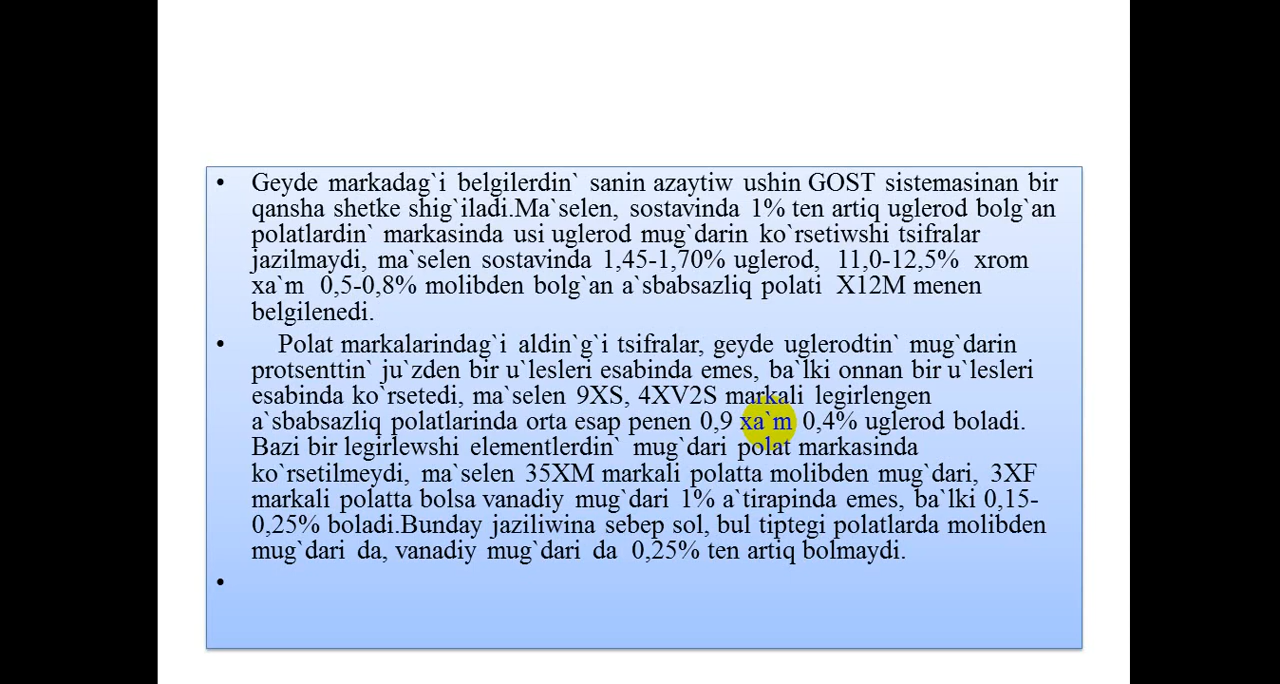 • Geyde markadag`i belgilerdin` sanin azaytiw ushin GOST sistemasinan bir
qansha shetke shig`iladi.Ma`selen, sostavinda 1% ten artiq uglerod bolg`an
polatlardin` markasinda usi uglerod mug`darin ko`rsetiwshi tsifralar
jazilmaydi, ma`selen sostavinda 1,45-1,70% uglerod, 11,0-12,5% xrom
xa`m 0,5-0,8% molibden bolg`an a`sbabsazliq polati X12M menen
belgilenedi.
• Polat markalarindag`i aldin`g`i tsifralar, geyde uglerodtin` mug`darin
protsenttin` ju`zden bir u`lesleri esabinda emes, ba`lki onnan bir u`lesleri
esabinda ko`rsetedi, ma`selen 9XS, 4XV2S markali legirlengen
a`sbabsazliq polatlarinda orta esap penen 0,9 xa`m 0,4% uglerod boladi.
Bazi bir legirlewshi elementlerdin` mug`dari polat markasinda
ko`rsetilmeydi, ma`selen 35XM markali polatta molibden mug`dari, 3XF
markali polatta bolsa vanadiy mug`dari 1% a`tirapinda emes, ba`lki 0,15-
0,25% boladi.Bunday jaziliwina sebep sol, bul tiptegi polatlarda molibden
mug`dari da, vanadiy mug`dari da 0,25% ten artiq bolmaydi.
•